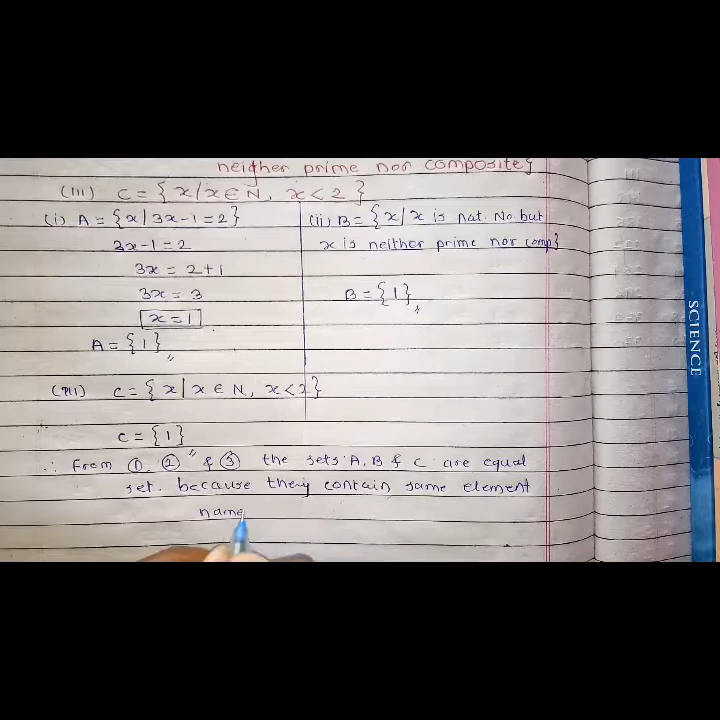 neither prime nor composite}
(III) C = {x/x∈N, x<2}
(i) A = {x/3x-1=2}
3x-1=2
3x = 2+1
3x = 3
x=1
A = {1}
(ii) B = {x/x is nat. No but
x is neither prime nor comp}
B = {1}
(III) C = {x/x ∈ N, x<2}
C = {1}
∴ From ①, ② & ③ the sets A, B & C are equal
set. because they contain same element
name
SCIENCE